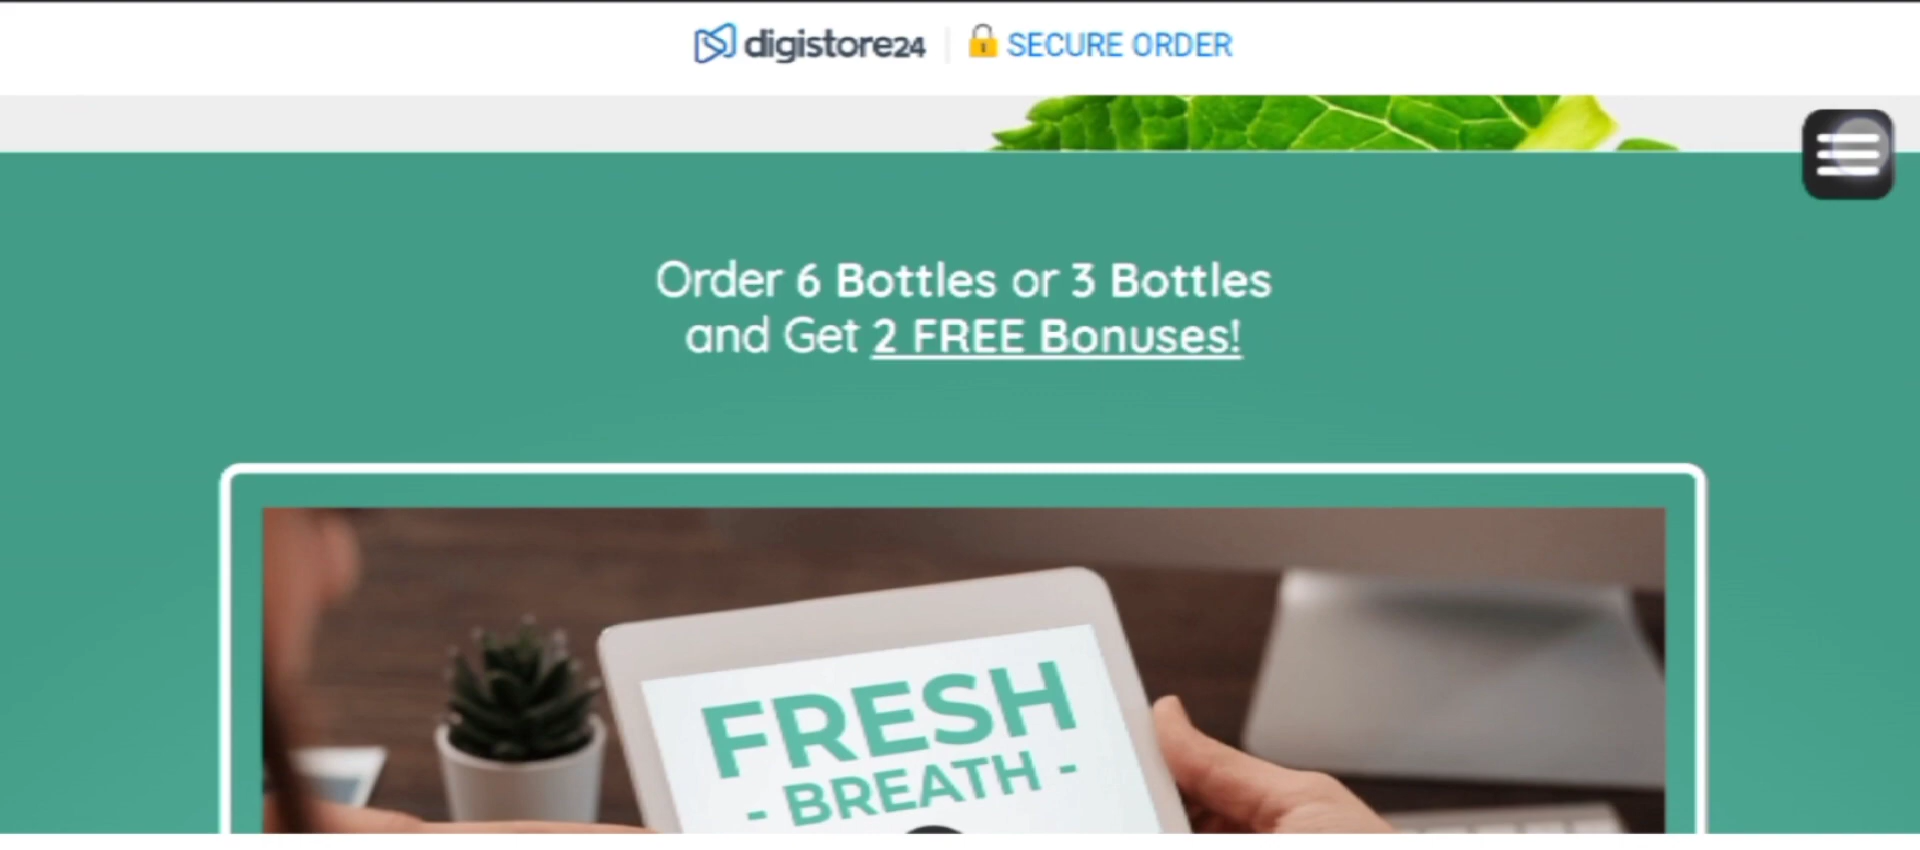 digistore24
SECURE ORDER
Order 6 Bottles or 3 Bottles
and Get 2 FREE Bonuses!
FRESH
- BREATH -